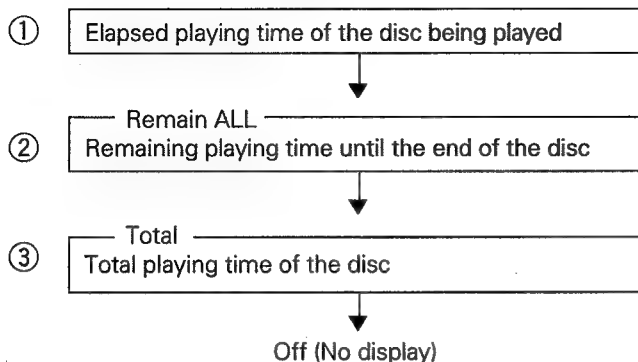 ① Elapsed playing time of the disc being played
Remain ALL
② Remaining playing time until the end of the disc
Total
③ Total playing time of the disc
Off (No display)